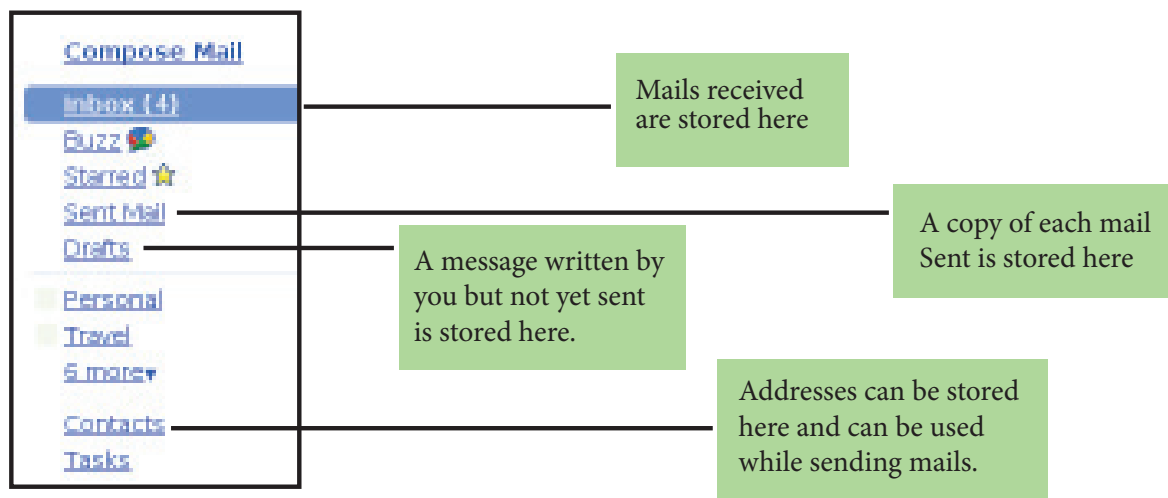 Compose Mail
Inbox (4)
Buzz
Starred
Sent Mail
Drafts
Personal
Travel
6 more
Contacts
Tasks
Mails received
are stored here
A copy of each mail
Sent is stored here
A message written by
you but not yet sent
is stored here.
Addresses can be stored
here and can be used
while sending mails.